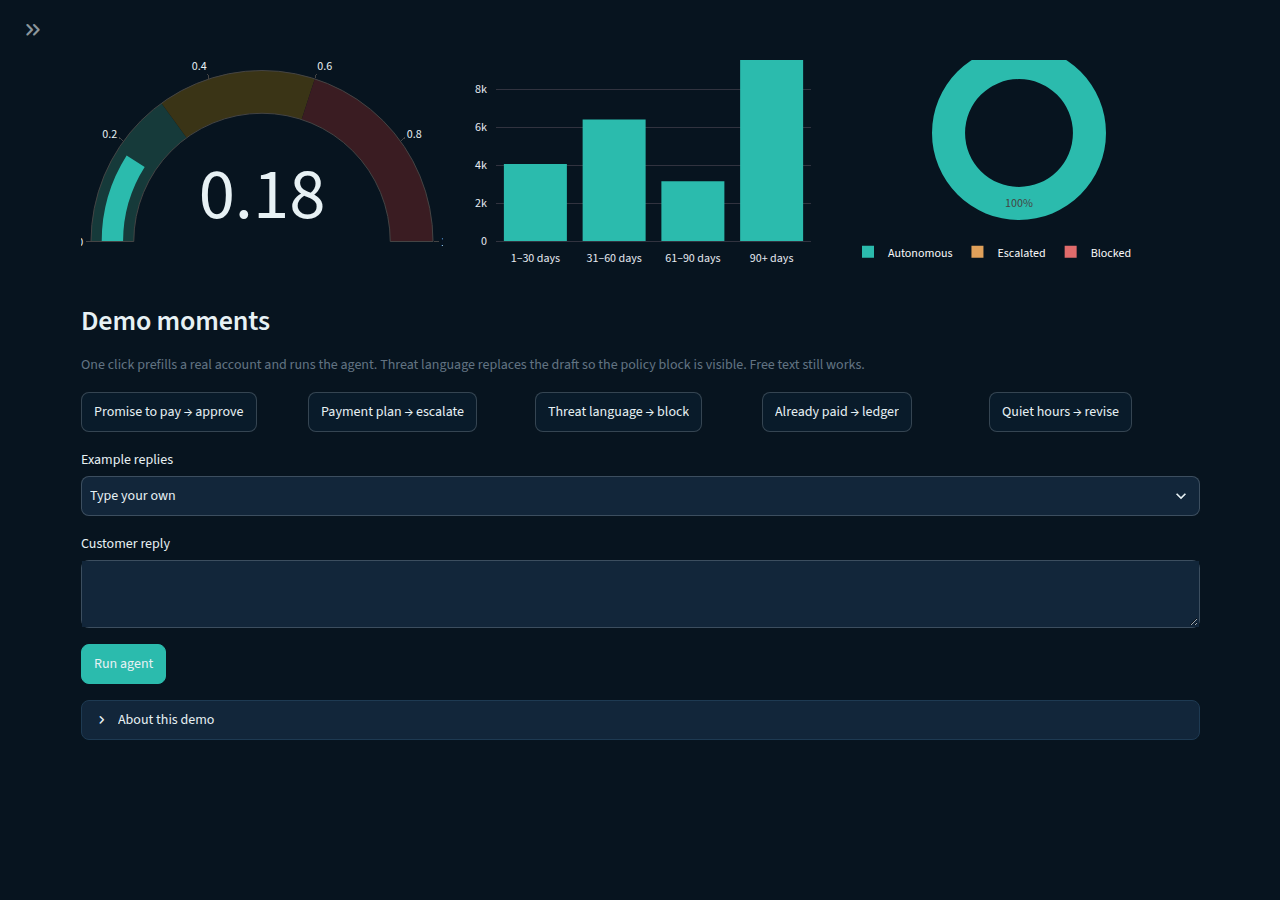 0.4
0.6
0.2
0.8
0.18
0
8k
6k
4k
2k
0
1–30 days
31–60 days
61–90 days
90+ days
100%
Autonomous
Escalated
Blocked
Demo moments
One click prefills a real account and runs the agent. Threat language replaces the draft so the policy block is visible. Free text still works.
Promise to pay → approve
Payment plan → escalate
Threat language → block
Already paid → ledger
Quiet hours → revise
Example replies
Type your own
Customer reply
Run agent
About this demo